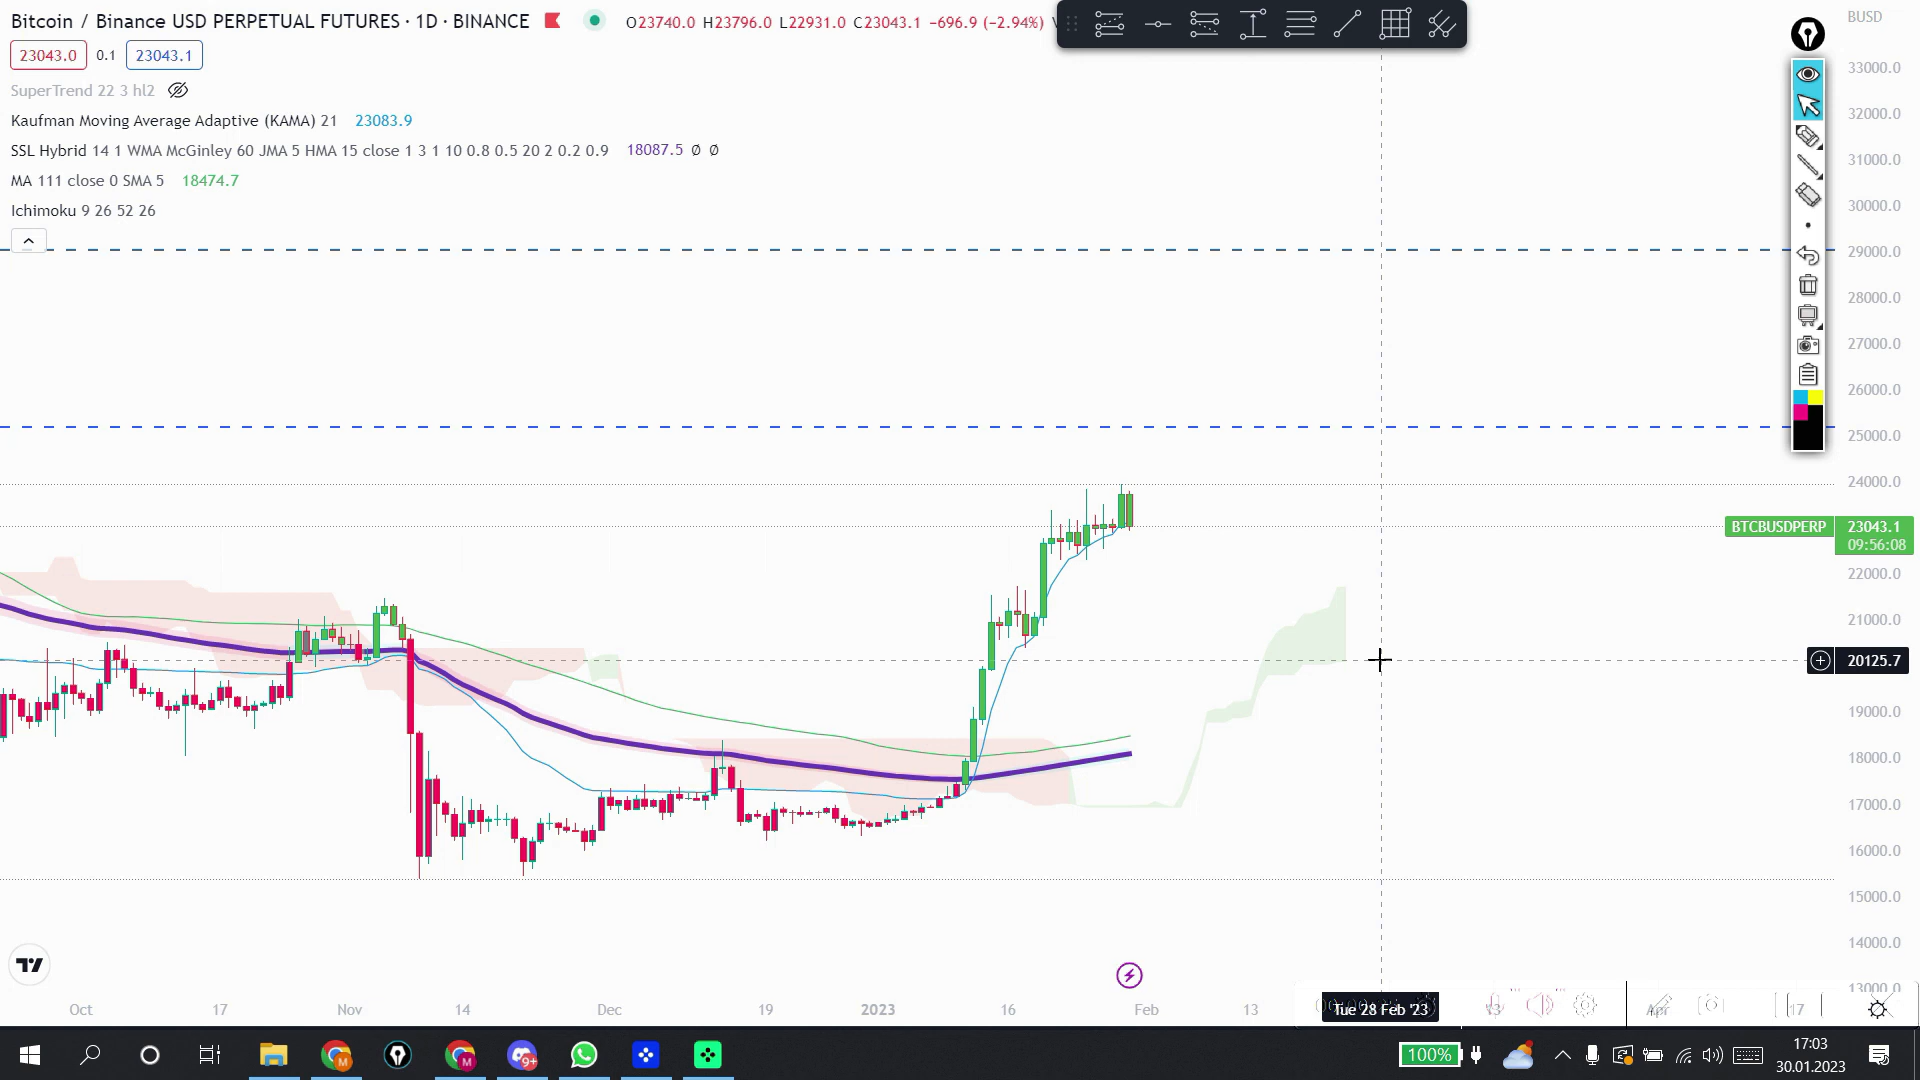 Bitcoin / Binance USD PERPETUAL FUTURES · 1D · BINANCE O23740.0 H23796.0 L22931.0 C23043.1 −696.9 (−2.94%)
BUSD
23043.0 0.1 23043.1
SuperTrend 22 3 hl2
Kaufman Moving Average Adaptive (KAMA) 21 23083.9
SSL Hybrid 14 1 WMA McGinley 60 JMA 5 HMA 15 close 1 3 1 10 0.8 0.5 20 2 0.2 0.9 18087.5 ∅ ∅
MA 111 close 0 SMA 5 18474.7
Ichimoku 9 26 52 26
33000.0
32000.0
31000.0
30000.0
29000.0
28000.0
27000.0
26000.0
25000.0
24000.0
BTCBUSDPERP 23043.1
09:56:08
22000.0
21000.0
20125.7
19000.0
18000.0
17000.0
16000.0
15000.0
14000.0
13000.0
Oct 17 Nov 14 Dec 19 2023 16 Feb 13 Tue 28 Feb '23 13 Apr 17
9+
100%
17:03
30.01.2023